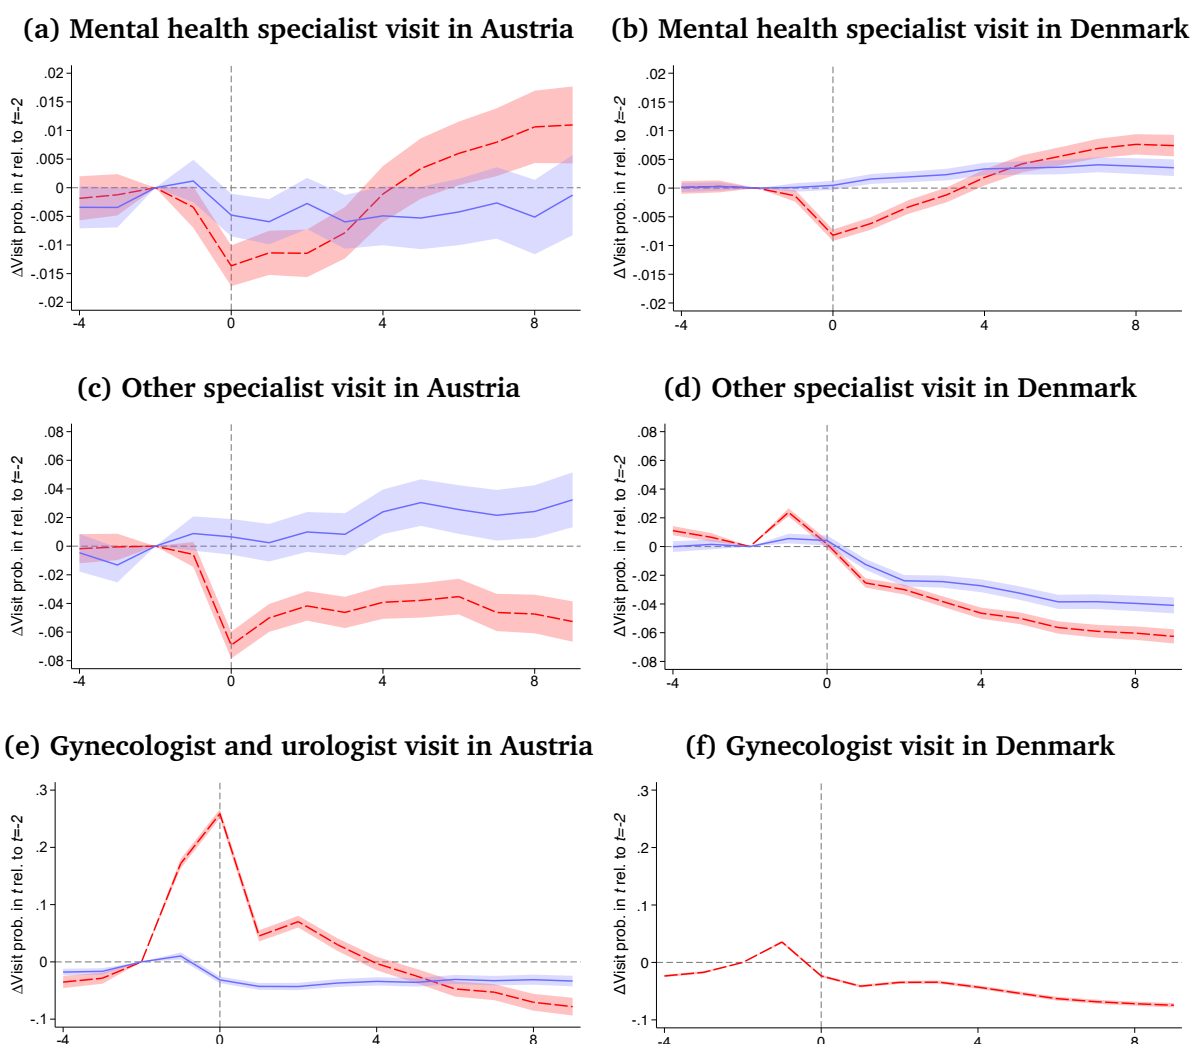 (a) Mental health specialist visit in Austria
ΔVisit prob. in t rel. to t=-2
.02
.015
.01
.005
0
-.005
-.01
-.015
-.02
-4 0 4 8
(b) Mental health specialist visit in Denmark
ΔVisit prob. in t rel. to t=-2
.02
.015
.01
.005
0
-.005
-.01
-.015
-.02
-4 0 4 8
(c) Other specialist visit in Austria
ΔVisit prob. in t rel. to t=-2
.08
.06
.04
.02
0
-.02
-.04
-.06
-.08
-4 0 4 8
(d) Other specialist visit in Denmark
ΔVisit prob. in t rel. to t=-2
.08
.06
.04
.02
0
-.02
-.04
-.06
-.08
-4 0 4 8
(e) Gynecologist and urologist visit in Austria
ΔVisit prob. in t rel. to t=-2
.3
.2
.1
0
-.1
-4 0 4 8
(f) Gynecologist visit in Denmark
ΔVisit prob. in t rel. to t=-2
.3
.2
.1
0
-.1
-4 0 4 8